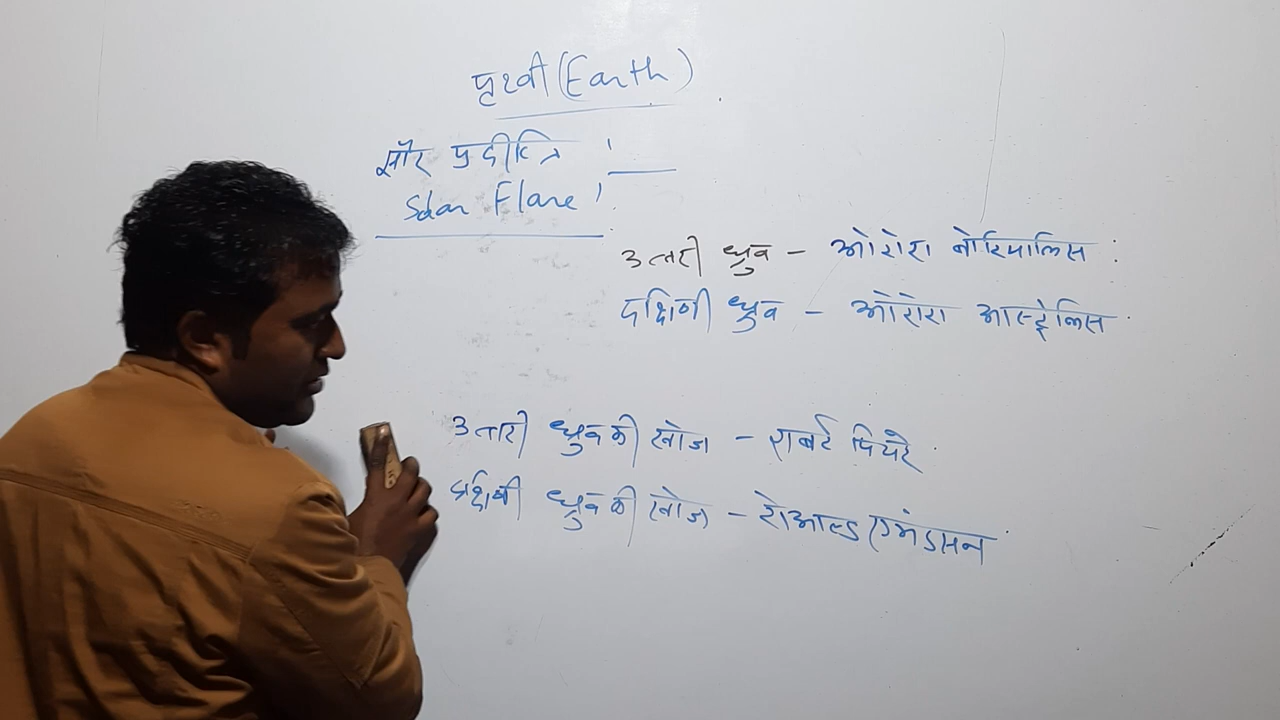 पृथ्वी (Earth)
सौर प्रदीप्ति :—
Solar Flare :
उत्तरी ध्रुव – ओरोरा बोरियालिस :
दक्षिणी ध्रुव – ओरोरा आस्ट्रेलिस
उत्तरी ध्रुव की खोज – राबर्ट पियरे
दक्षिणी ध्रुव की खोज – रोआल्ड एमंडसन